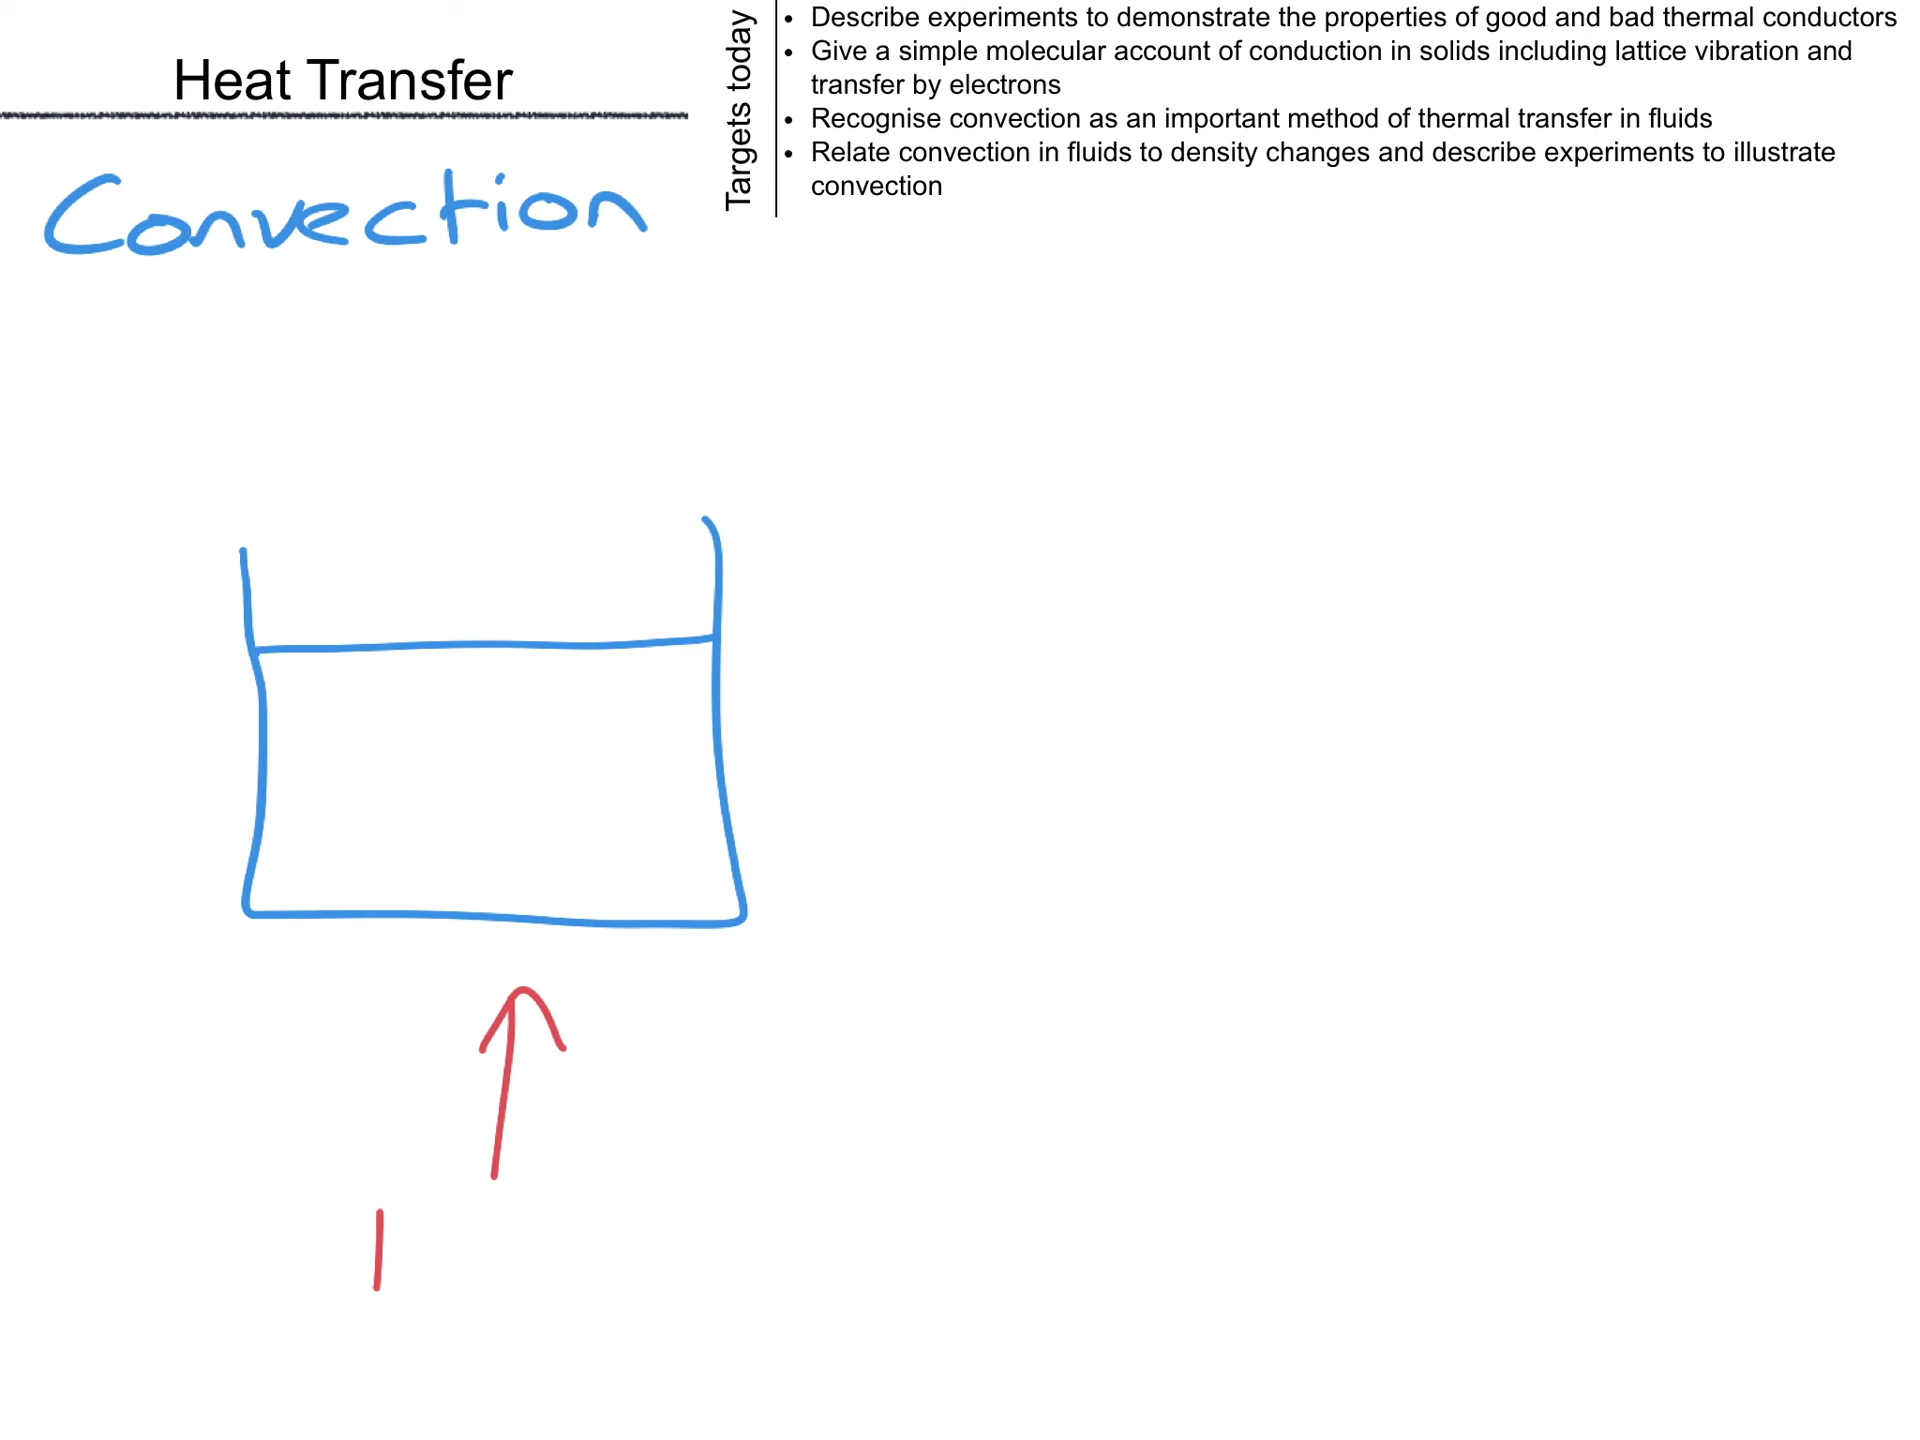 Heat Transfer
Convection
Targets today
• Describe experiments to demonstrate the properties of good and bad thermal conductors
• Give a simple molecular account of conduction in solids including lattice vibration and
transfer by electrons
• Recognise convection as an important method of thermal transfer in fluids
• Relate convection in fluids to density changes and describe experiments to illustrate
convection